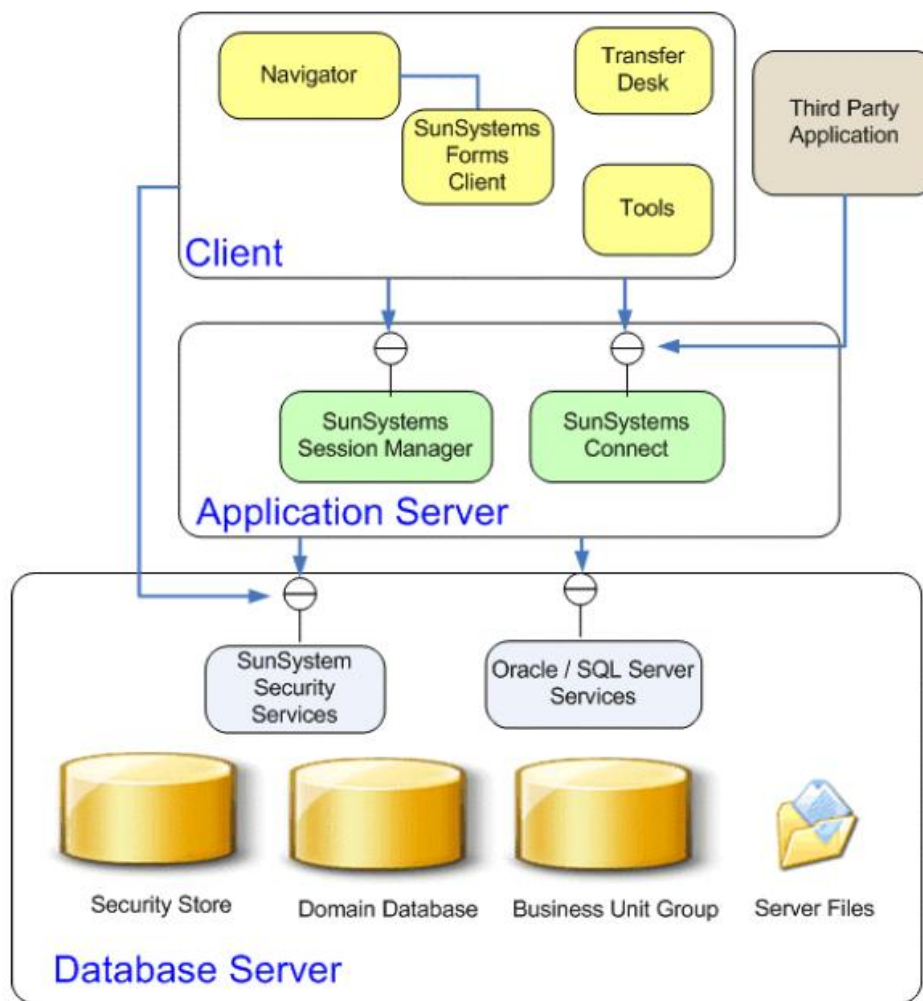 Navigator
SunSystems
Forms
Client
Transfer
Desk
Tools
Client
Third Party
Application
SunSystems
Session Manager
SunSystems
Connect
Application Server
SunSystem
Security
Services
Oracle / SQL Server
Services
Security Store
Domain Database
Business Unit Group
Server Files
Database Server